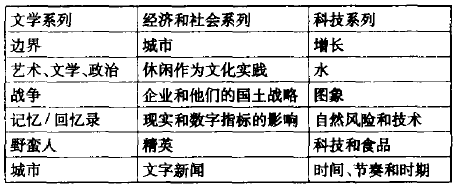 文学系列 经济和社会系列 科技系列
边界 城市 增长
艺术、文学、政治 休闲作为文化实践 水
战争 企业和他们的国土战略 图象
记忆/回忆录 现实和数字指标的影响 自然风险和技术
野蛮人 精英 科技和食品
城市 文字新闻 时间、节奏和时期